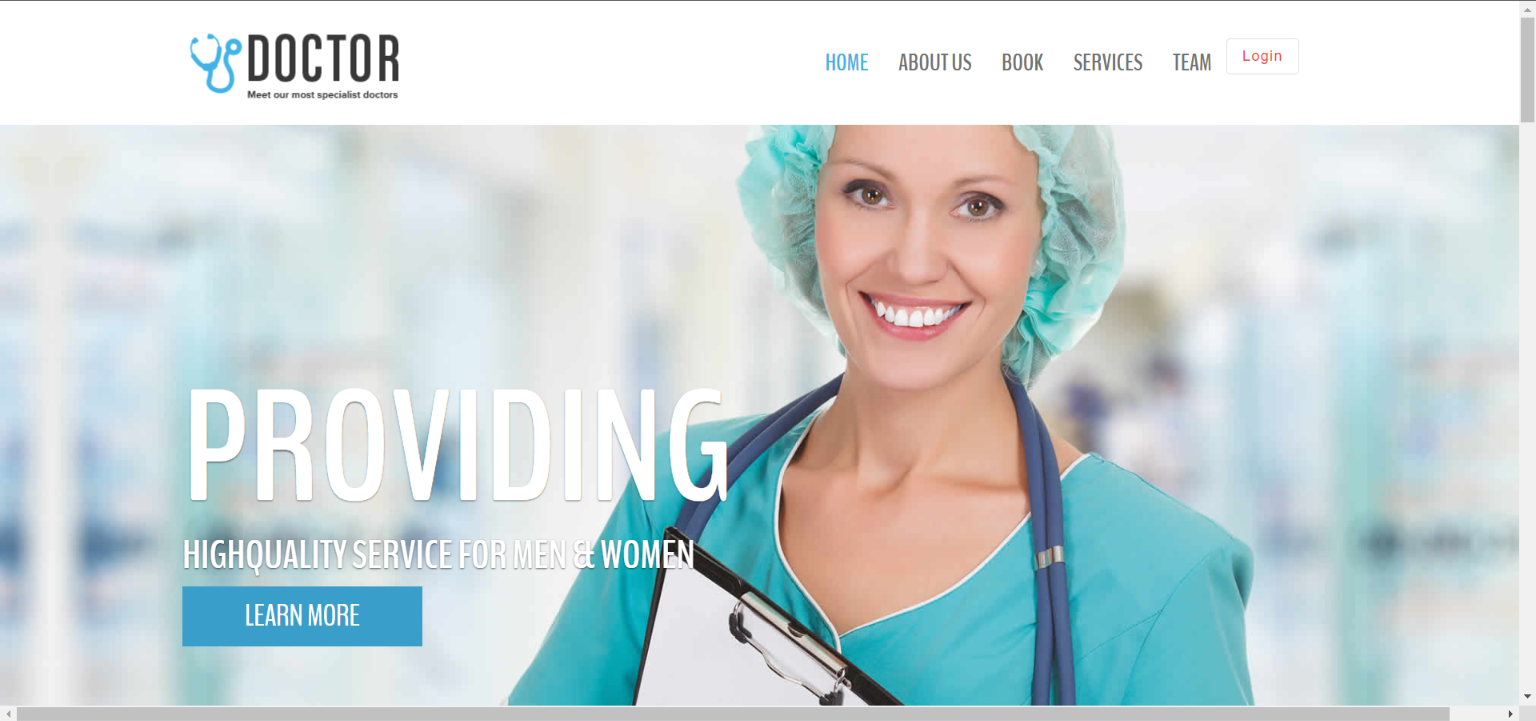 DOCTOR
Meet our most specialist doctors
HOME ABOUT US BOOK SERVICES TEAM Login
PROVIDING
HIGHQUALITY SERVICE FOR MEN & WOMEN
LEARN MORE